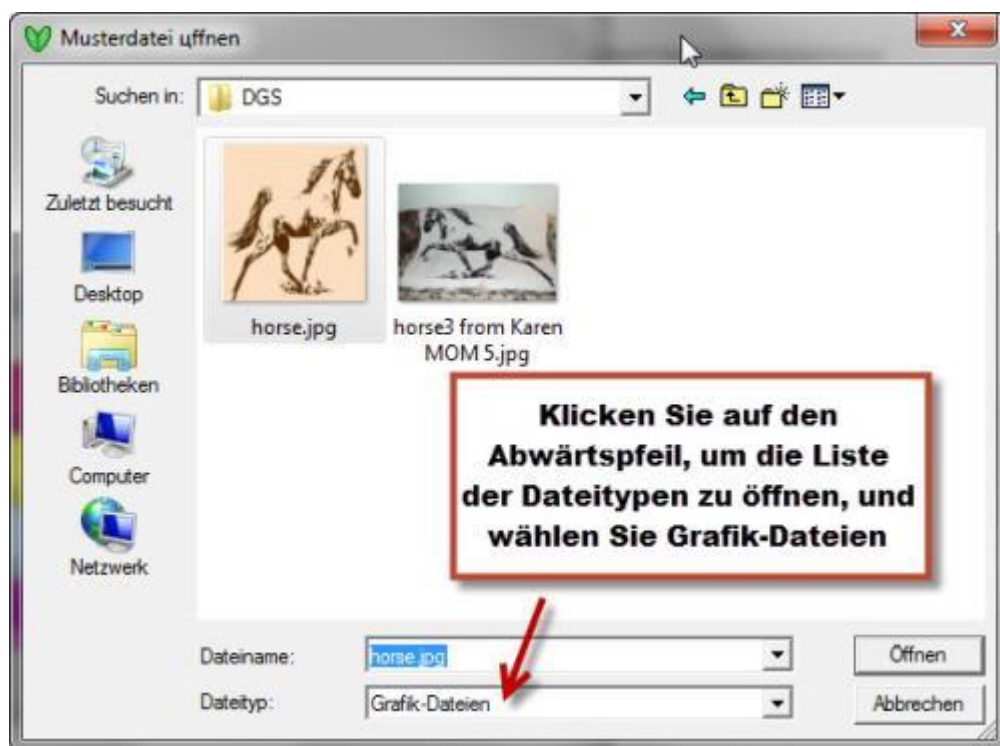 Musterdatei цffnen
Suchen in:
DGS
Zuletzt besucht
Desktop
Bibliotheken
Computer
Netzwerk
horse.jpg
horse3 from Karen
MOM 5.jpg
Klicken Sie auf den
Abwärtspfeil, um die Liste
der Dateitypen zu öffnen, und
wählen Sie Grafik-Dateien
Dateiname:
horse.jpg
Öffnen
Dateityp:
Grafik-Dateien
Abbrechen